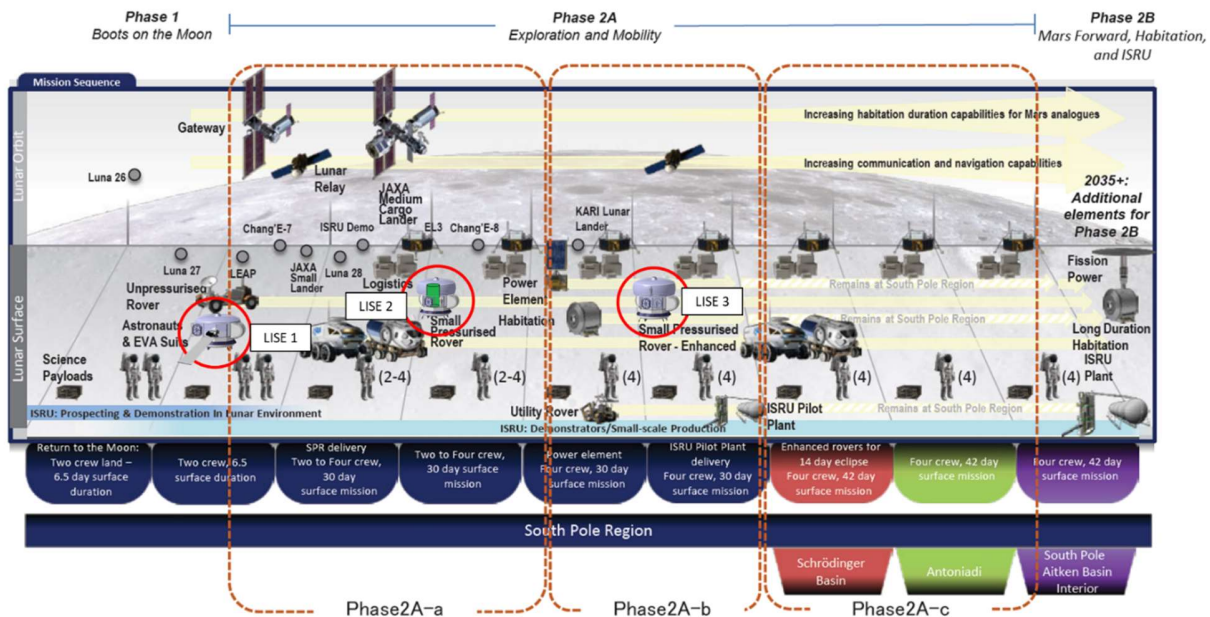 Phase 1
Boots on the Moon
Phase 2A
Exploration and Mobility
Phase 2B
Mars Forward, Habitation,
and ISRU
Mission Sequence
Lunar Orbit
Gateway
Increasing habitation duration capabilities for Mars analogues
Increasing communication and navigation capabilities
Luna 26
Lunar
Relay
JAXA
Medium
Cargo
Lander
2035+:
Additional
elements for
Phase 2B
Lunar Surface
Chang'E-7
ISRU Demo
EL3
Chang'E-8
KARI Lunar
Lander
Luna 27
LEAP
JAXA
Small
Lander
Luna 28
Fission
Power
Unpressurised
Rover
Logistics
Power
Element
Remains at South Pole Region
LISE 2
LISE 3
Astronauts
& EVA Suits
LISE 1
Small
Pressurised
Rover
Habitation
Small Pressurised
Rover - Enhanced
Remains at South Pole Region
Long Duration
Habitation
ISRU
Plant
Science
Payloads
(2-4)
(2-4)
(4)
(4)
(4)
(4)
(4)
ISRU: Prospecting & Demonstration In Lunar Environment
Utility Rover
ISRU Pilot
Plant
Remains at South Pole Region
ISRU: Demonstrators/Small-scale Production
Return to the Moon:
Two crew land –
6.5 day surface
duration
Two crew, 6.5
surface duration
SPR delivery
Two to Four crew,
30 day
surface mission
Two to Four crew,
30 day surface
mission
Power element
Four crew, 30 day
surface mission
ISRU Pilot Plant
delivery
Four crew, 30 day
surface mission
Enhanced rovers for
14 day eclipse
Four crew, 42 day
surface mission
Four crew, 42 day
surface mission
Four crew, 42 day
surface mission
South Pole Region
Schrödinger
Basin
Antoniadi
South Pole
Aitken Basin
Interior
Phase2A-a
Phase2A-b
Phase2A-c